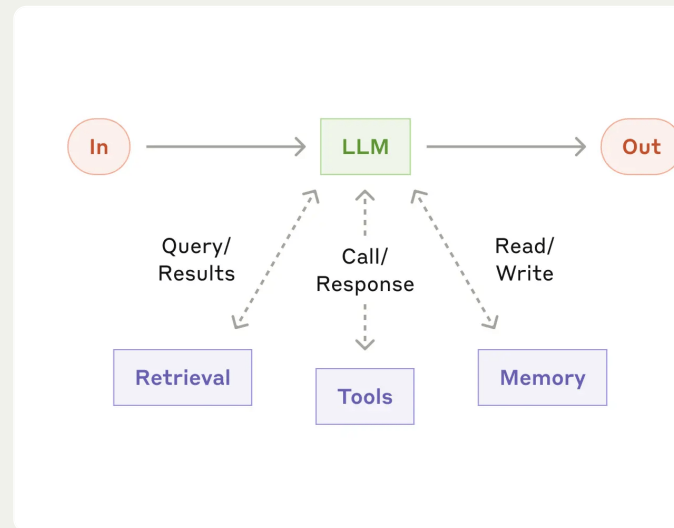 In
LLM
Out
Query/
Results
Call/
Response
Read/
Write
Retrieval
Tools
Memory